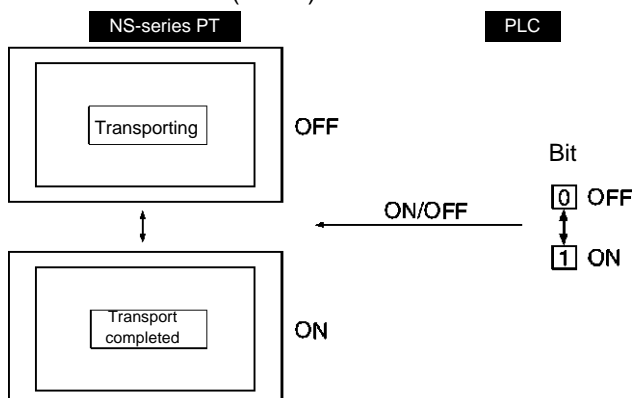 NS-series PT
PLC
Transporting
OFF
Bit
0 OFF
ON/OFF
1 ON
Transport
completed
ON